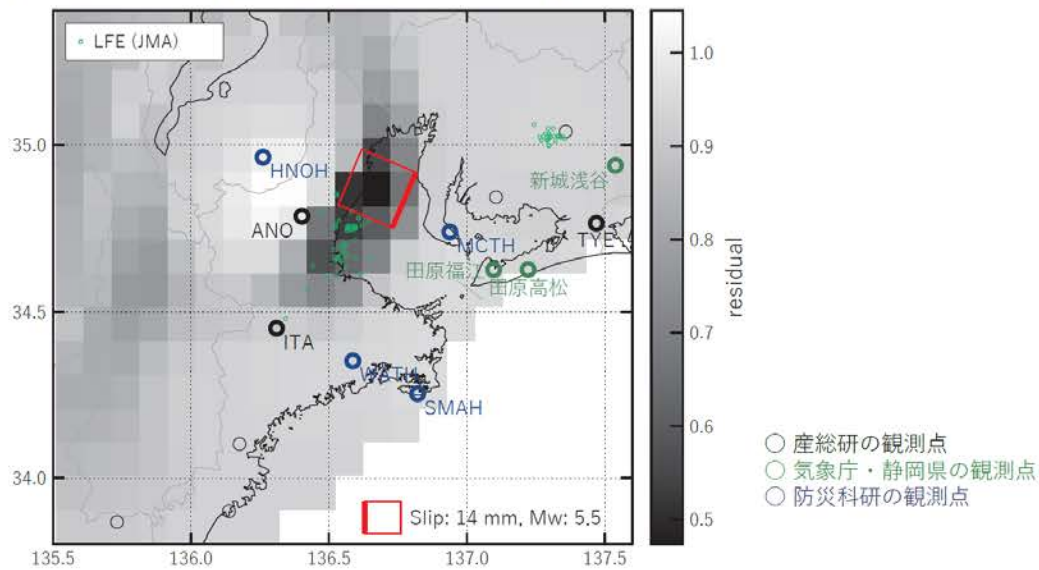 LFE (JMA)
35.0
34.5
34.0
135.5
136.0
136.5
137.0
137.5
HNOH
ANO
新城浅谷
MCTH
TYE
田原福江
田原高松
ITA
WATH
SMAH
Slip: 14 mm, Mw: 5.5
1.0
0.9
0.8
0.7
0.6
0.5
residual
産総研の観測点
気象庁・静岡県の観測点
防災科研の観測点